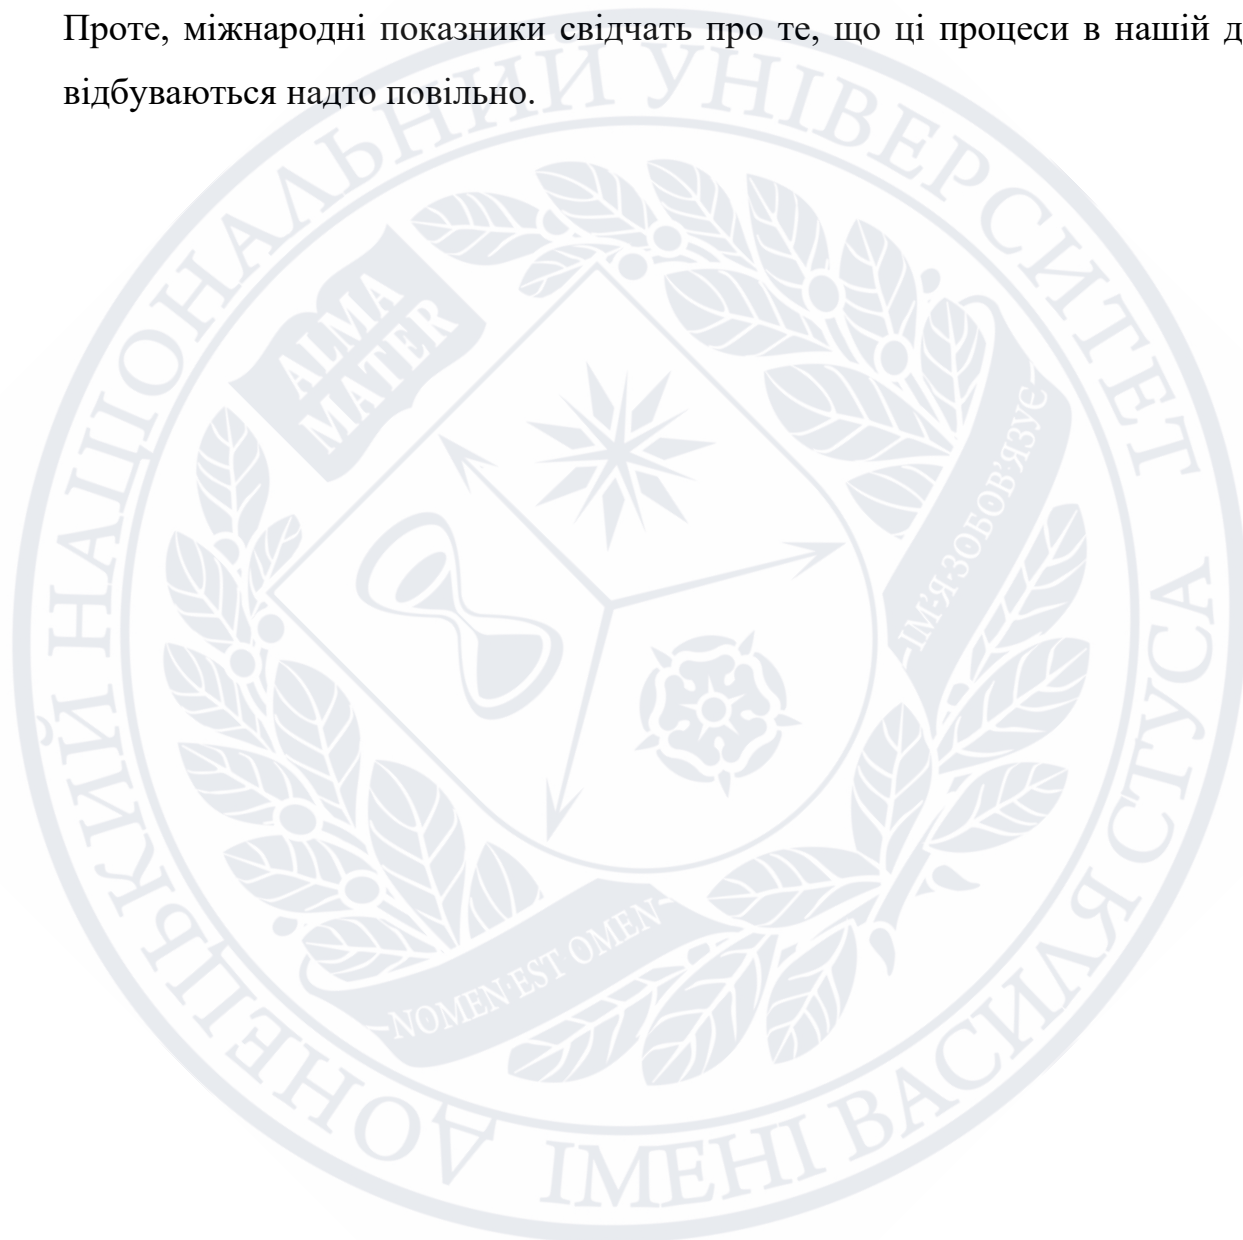 Проте, міжнародні показники свідчать про те, що ці процеси в нашій д
відбуваються надто повільно.
ДОНЕЦЬКИЙ НАЦІОНАЛЬНИЙ УНІВЕРСИТЕТ
ІМЕНІ ВАСИЛЯ СТУСА
ALMA
MATER
ІМ'Я·ЗОБОВ'ЯЗУЄ
NOMEN·EST OMEN